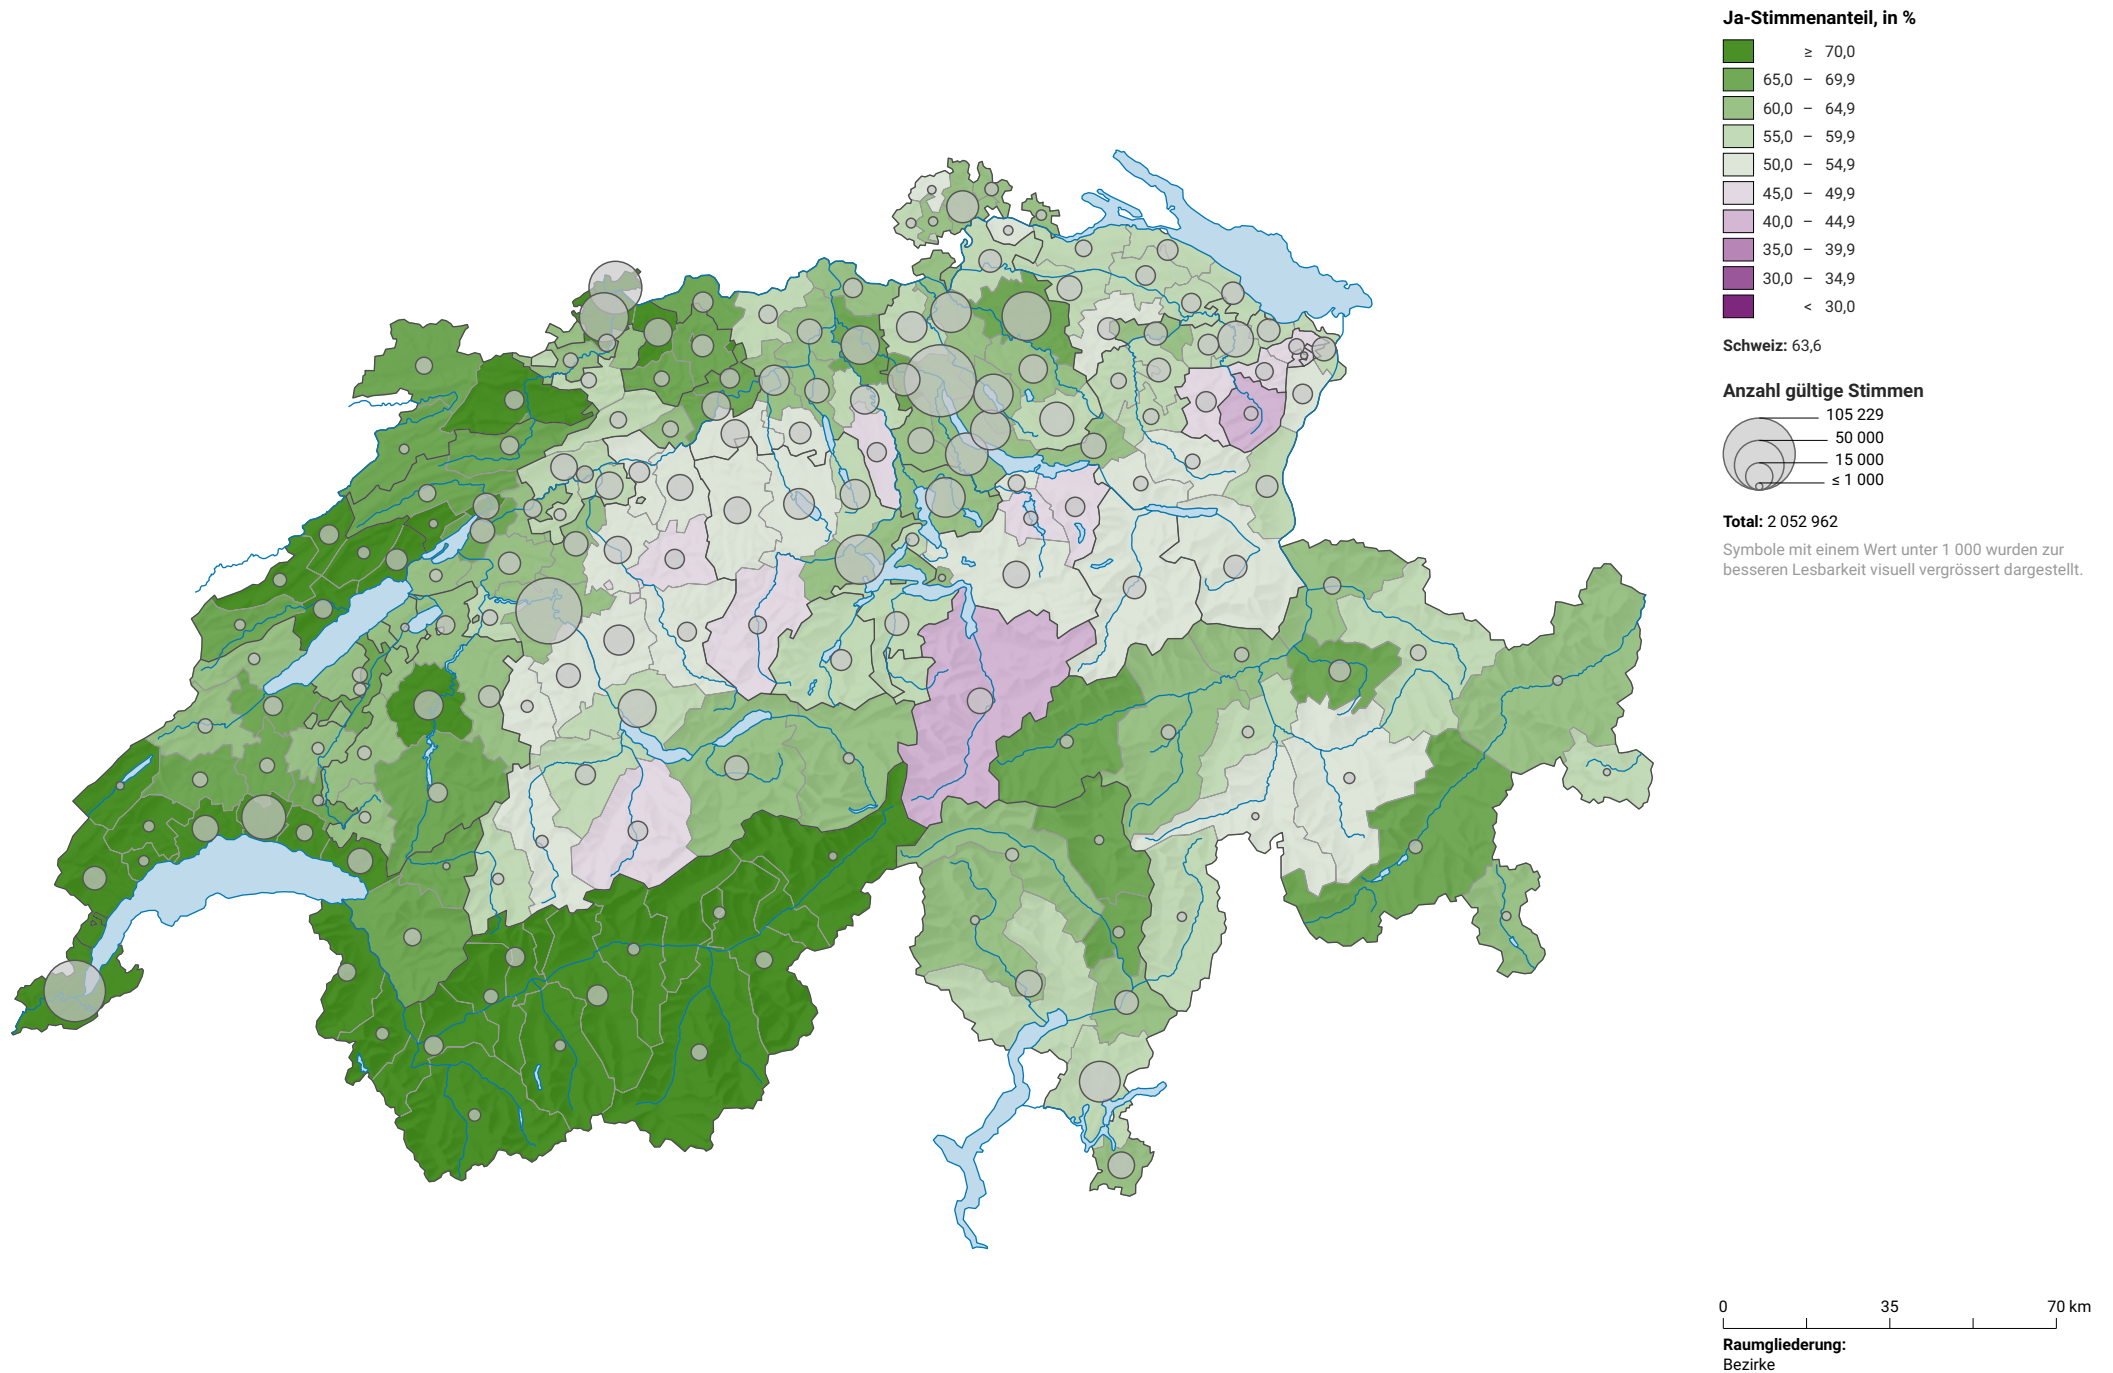 Ja-Stimmenanteil, in %
≥ 70,0
65,0 – 69,9
60,0 – 64,9
55,0 – 59,9
50,0 – 54,9
45,0 – 49,9
40,0 – 44,9
35,0 – 39,9
30,0 – 34,9
< 30,0
Schweiz: 63,6
Anzahl gültige Stimmen
105 229
50 000
15 000
≤ 1 000
Total: 2 052 962
Symbole mit einem Wert unter 1 000 wurden zur
besseren Lesbarkeit visuell vergrössert dargestellt.
0 35 70 km
Raumgliederung:
Bezirke